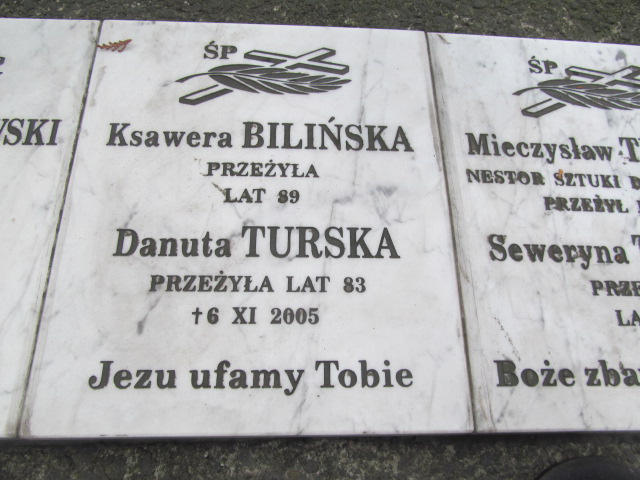 ŚP
Ksawera BILIŃSKA
PRZEŻYŁA
LAT 89
Danuta TURSKA
PRZEŻYŁA LAT 83
†6 XI 2005
Jezu ufamy Tobie
ŚP
Mieczysław
NESTOR SZTUKI
PRZEŻYŁ
Seweryna
Boże